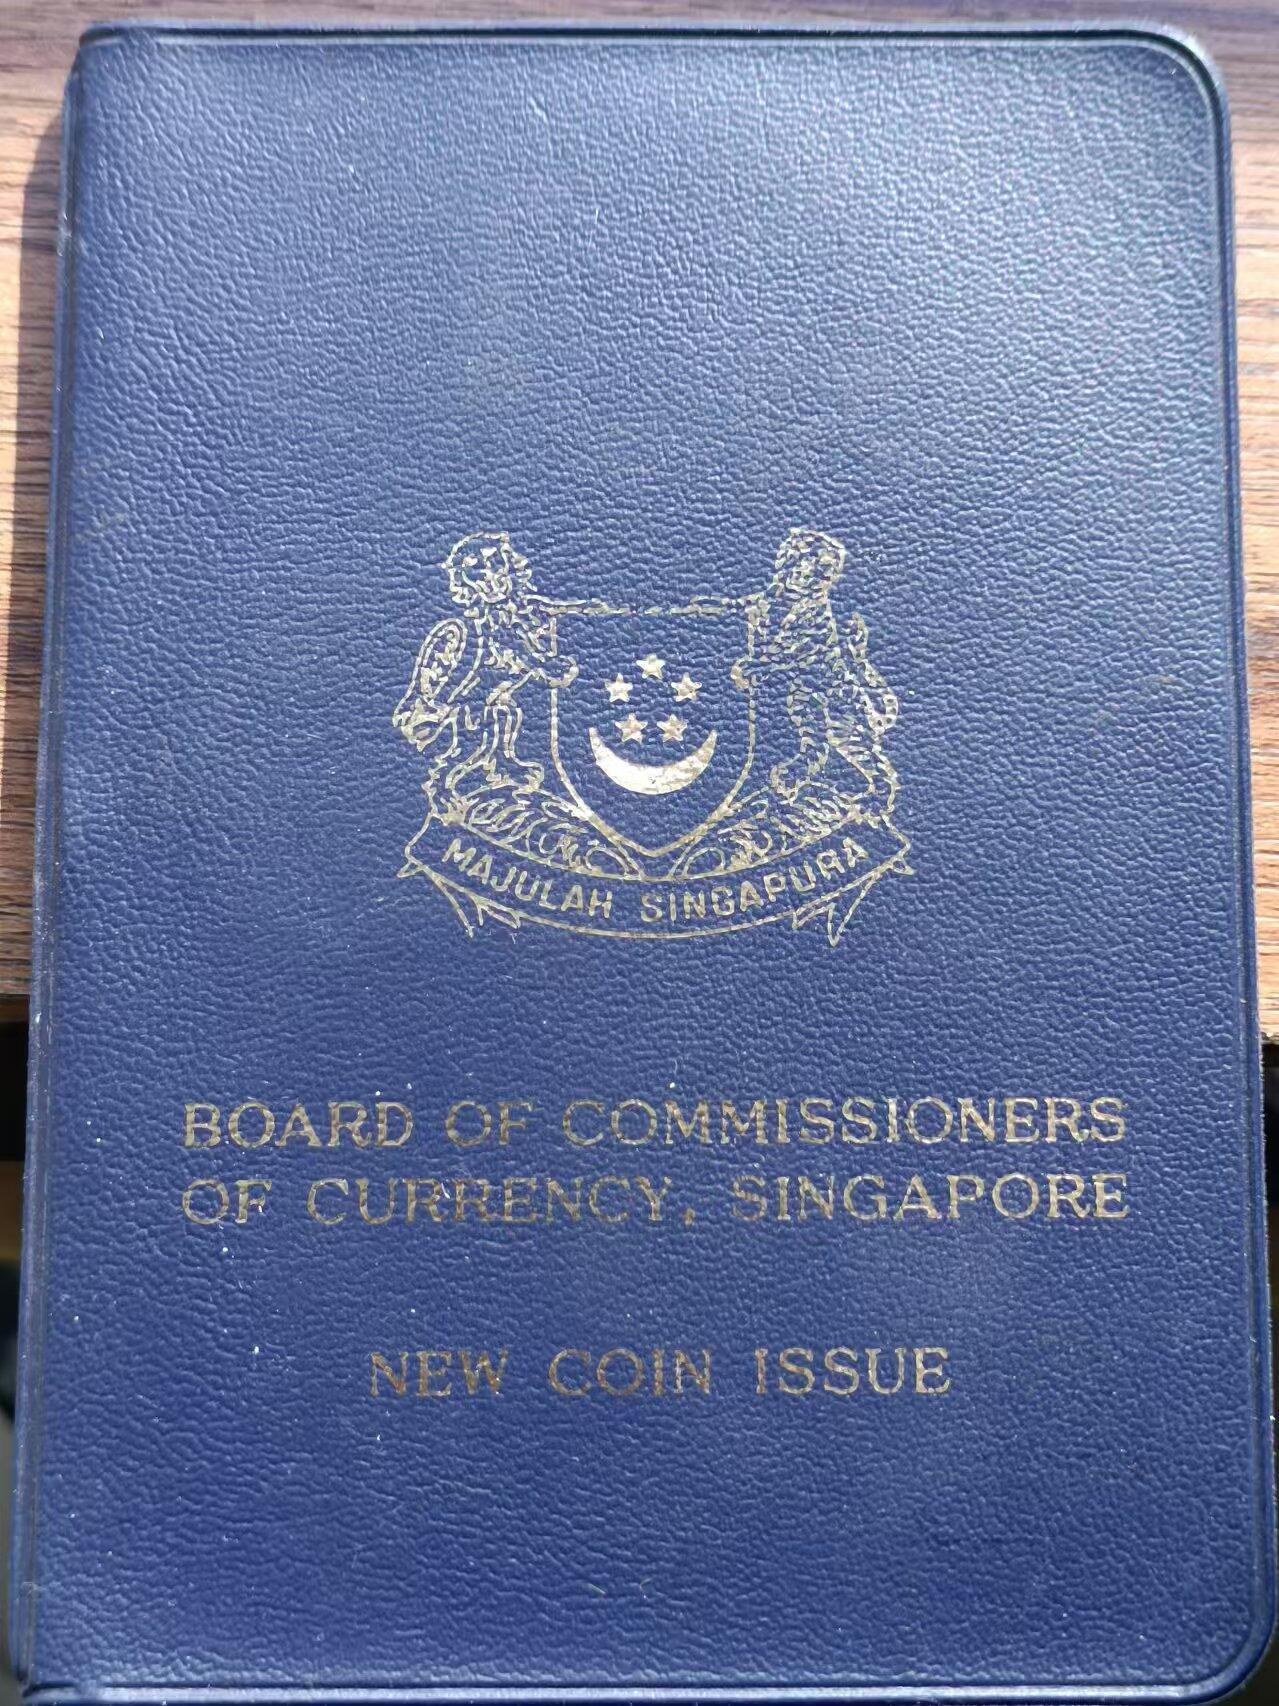 MAJULAH SINGAPURA
BOARD OF COMMISSIONERS
OF CURRENCY, SINGAPORE
NEW COIN ISSUE